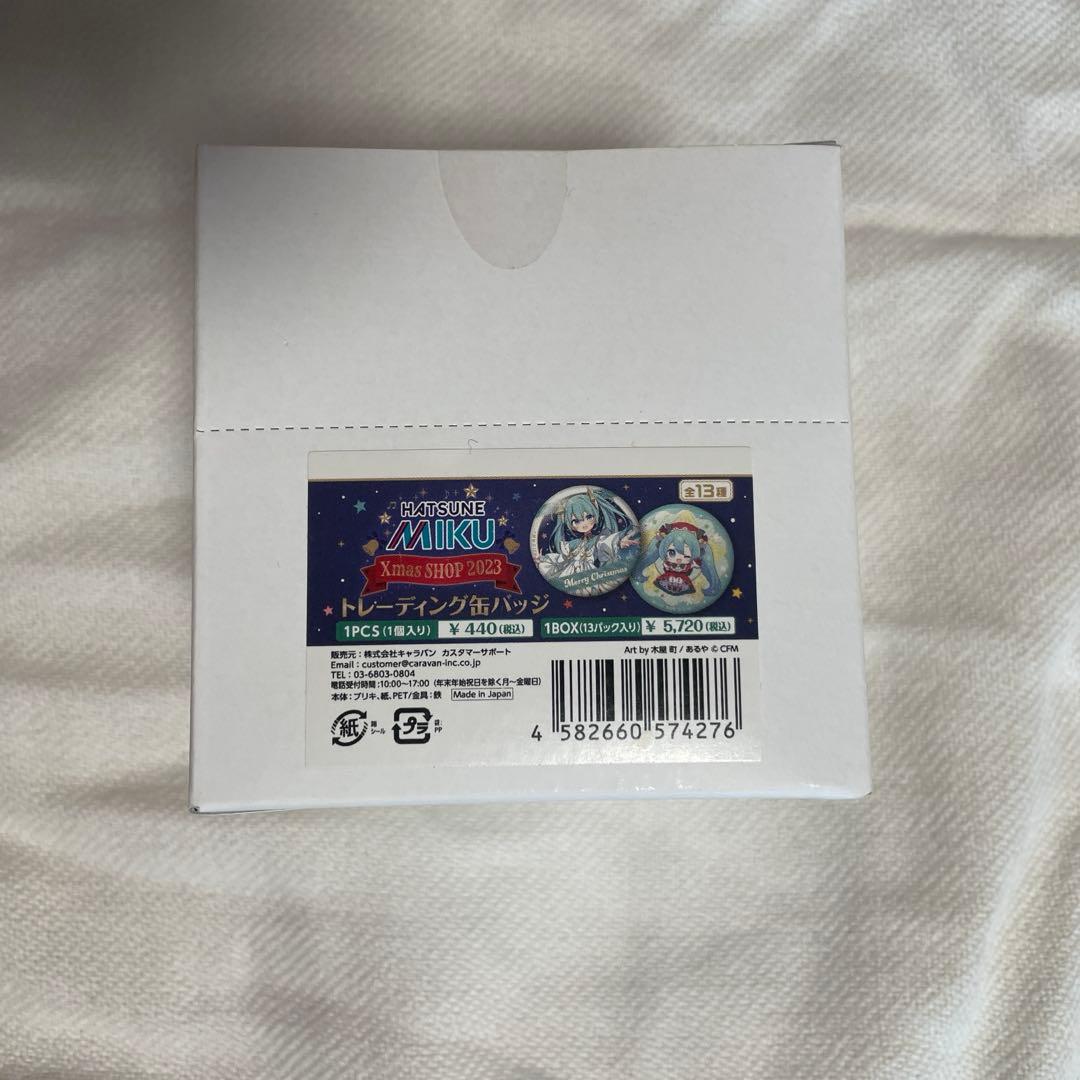 HATSUNE
MIKU
Xmas SHOP 2023
トレーディング缶バッジ
全13種
Merry Christmas
1PCS(1個入り) ¥440(税込) 1BOX(13パック入り) ¥5,720(税込)
販売元:株式会社キャラバン カスタマーサポート
Email:customer@caravan-inc.co.jp
TEL:03-6803-0804
電話受付時間:10:00~17:00(年末年始祝日を除く月~金曜日)
本体:ブリキ、紙、PET/金具:鉄 Made in Japan
Art by 木屋 町 / あるや © CFM
紙 箱 シール
プラ 袋:PP
4 582660 574276